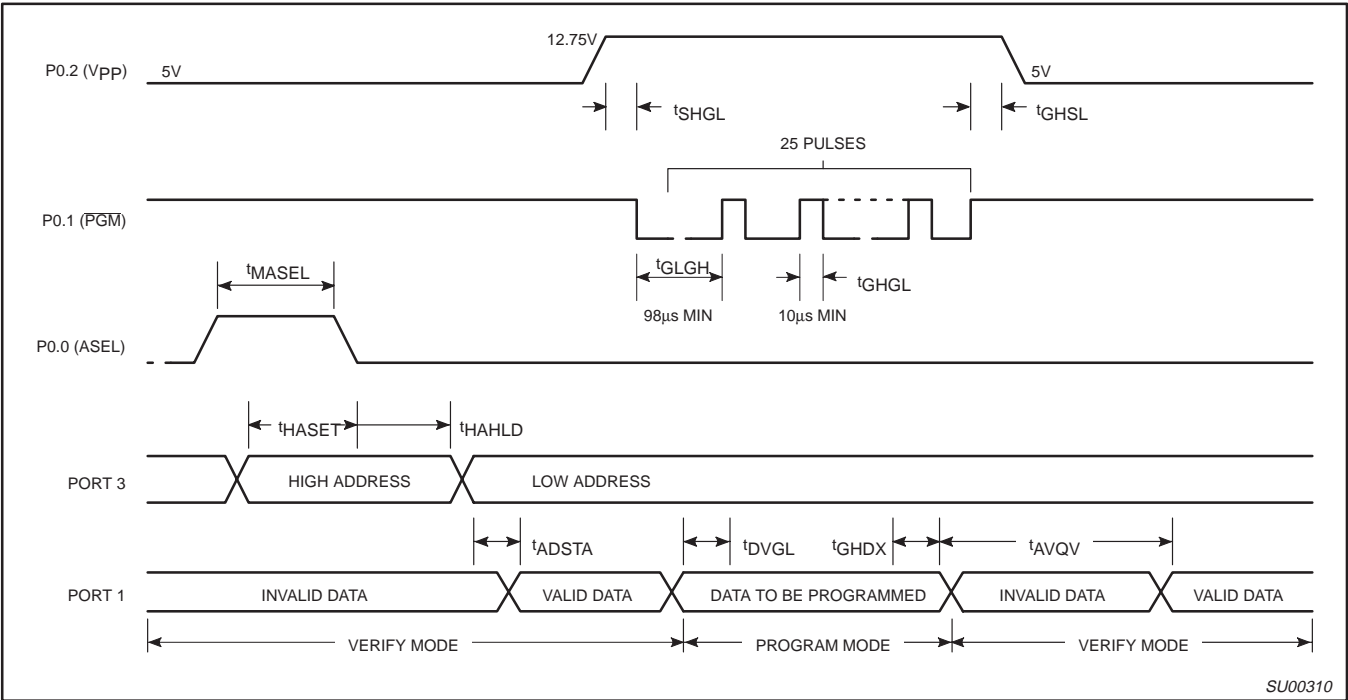 12.75V
P0.2 (VPP)
5V
5V
tSHGL
tGHSL
25 PULSES
P0.1 (PGM)
tMASEL
tGLGH
tGHGL
98µs MIN
10µs MIN
P0.0 (ASEL)
tHASET
tHAHLD
PORT 3
HIGH ADDRESS
LOW ADDRESS
tADSTA
tDVGL
tGHDX
tAVQV
PORT 1
INVALID DATA
VALID DATA
DATA TO BE PROGRAMMED
INVALID DATA
VALID DATA
VERIFY MODE
PROGRAM MODE
VERIFY MODE
SU00310